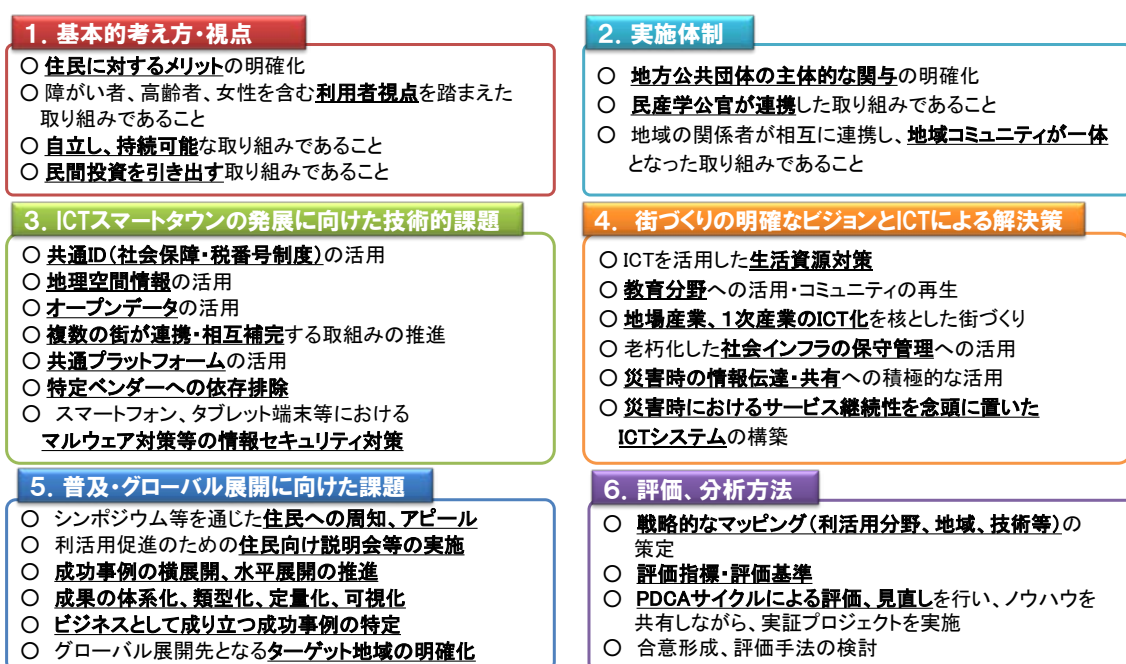 １．基本的考え方・視点
○ 住民に対するメリットの明確化
○ 障がい者、高齢者、女性を含む利用者視点を踏まえた
取り組みであること
○ 自立し、持続可能な取り組みであること
○ 民間投資を引き出す取り組みであること
２．実施体制
○ 地方公共団体の主体的な関与の明確化
○ 民産学公官が連携した取り組みであること
○ 地域の関係者が相互に連携し、地域コミュニティが一体
となった取り組みであること
３．ICTスマートタウンの発展に向けた技術的課題
○ 共通ID（社会保障・税番号制度）の活用
○ 地理空間情報の活用
○ オープンデータの活用
○ 複数の街が連携・相互補完する取組みの推進
○ 共通プラットフォームの活用
○ 特定ベンダーへの依存排除
○ スマートフォン、タブレット端末等における
マルウェア対策等の情報セキュリティ対策
４．街づくりの明確なビジョンとICTによる解決策
○ ICTを活用した生活資源対策
○ 教育分野への活用・コミュニティの再生
○ 地場産業、１次産業のICT化を核とした街づくり
○ 老朽化した社会インフラの保守管理への活用
○ 災害時の情報伝達・共有への積極的な活用
○ 災害時におけるサービス継続性を念頭に置いた
ICTシステムの構築
５．普及・グローバル展開に向けた課題
○ シンポジウム等を通じた住民への周知、アピール
○ 利活用促進のための住民向け説明会等の実施
○ 成功事例の横展開、水平展開の推進
○ 成果の体系化、類型化、定量化、可視化
○ ビジネスとして成り立つ成功事例の特定
○ グローバル展開先となるターゲット地域の明確化
６．評価、分析方法
○ 戦略的なマッピング（利活用分野、地域、技術等）の
策定
○ 評価指標・評価基準
○ PDCAサイクルによる評価、見直しを行い、ノウハウを
共有しながら、実証プロジェクトを実施
○ 合意形成、評価手法の検討